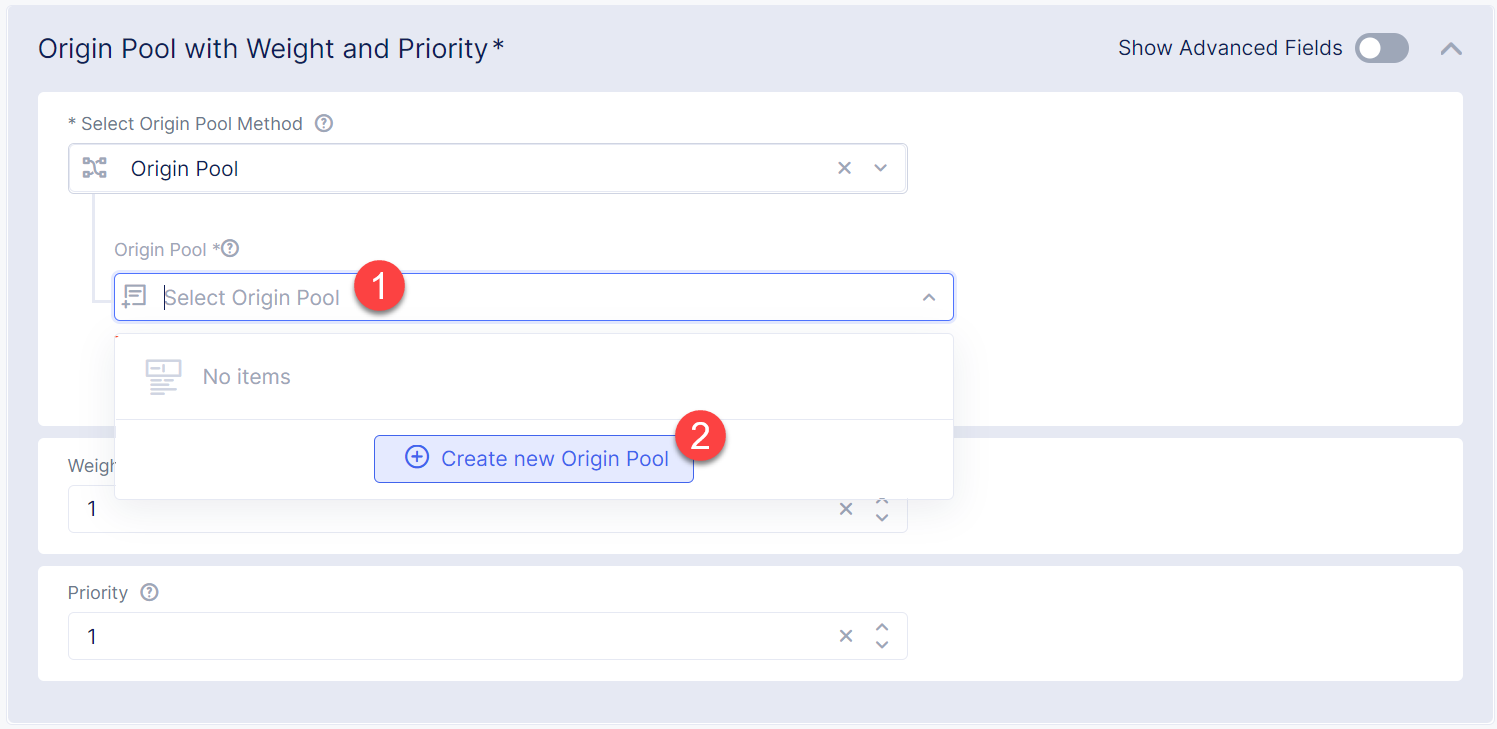 Origin Pool with Weight and Priority*
Show Advanced Fields
* Select Origin Pool Method ?
Origin Pool
Origin Pool * ?
Select Origin Pool
1
No items
2
Create new Origin Pool
1
Priority ?
1